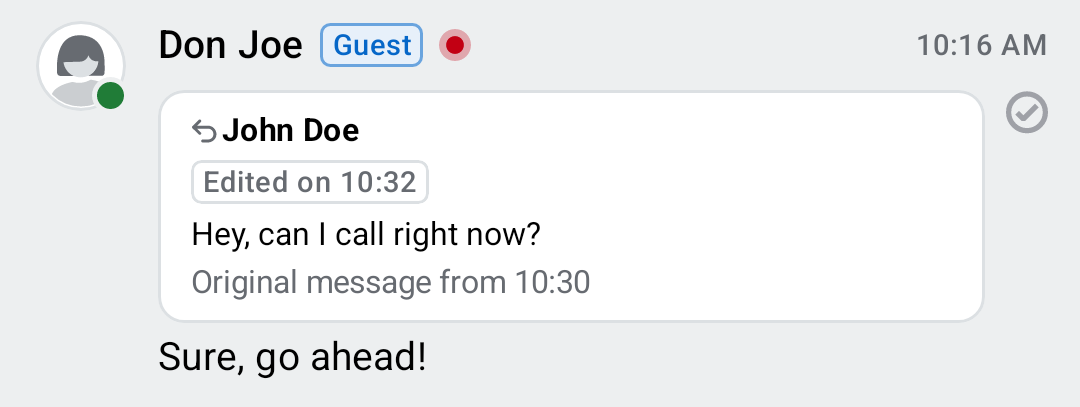 Don Joe Guest 10:16 AM
John Doe
Edited on 10:32
Hey, can I call right now?
Original message from 10:30
Sure, go ahead!